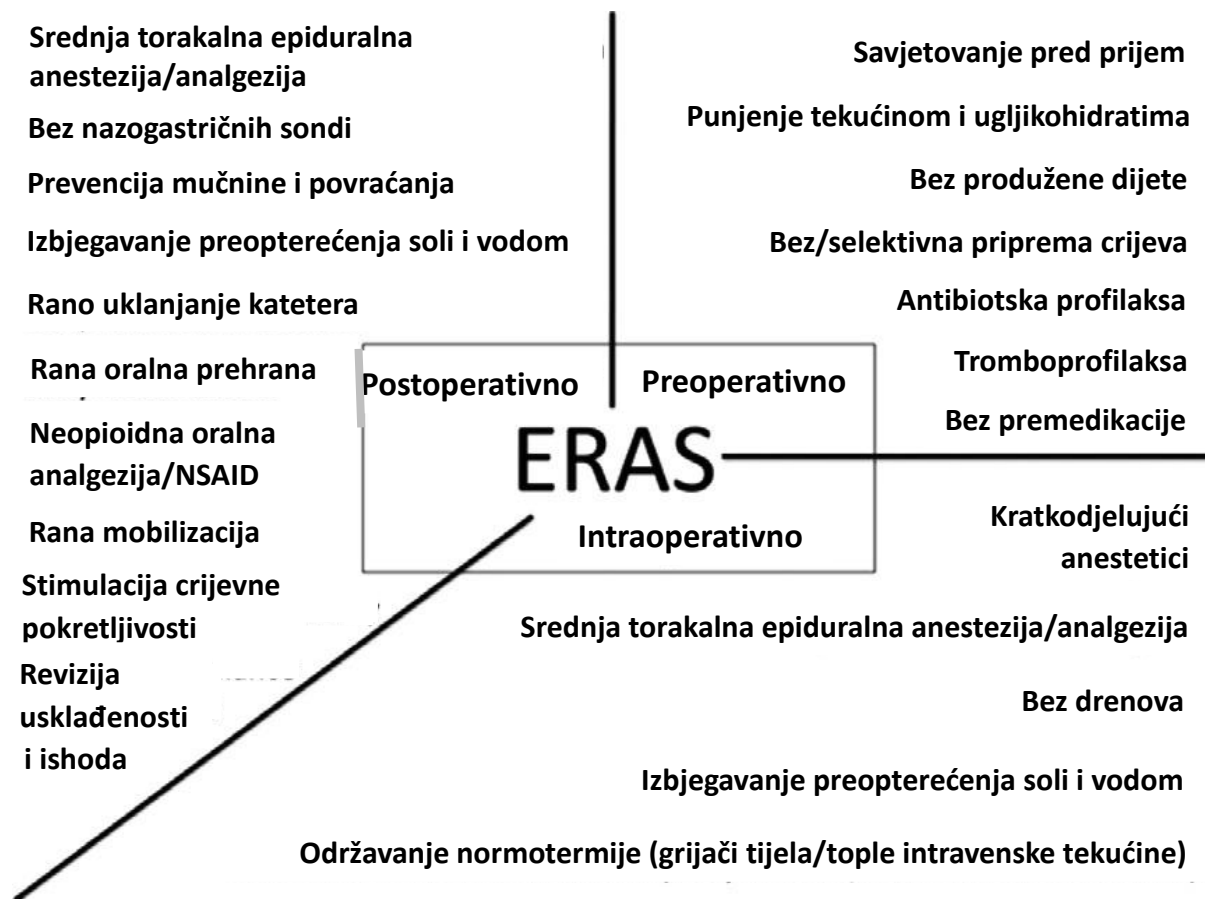 Srednja torakalna epiduralna
anestezija/analgezija
Bez nazogastričnih sondi
Prevencija mučnine i povraćanja
Izbjegavanje preopterećenja soli i vodom
Rano uklanjanje katetera
Rana oralna prehrana
Neopioidna oralna
analgezija/NSAID
Rana mobilizacija
Stimulacija crijevne
pokretljivosti
Revizija
usklađenosti
i ishoda
Savjetovanje pred prijem
Punjenje tekućinom i ugljikohidratima
Bez produžene dijete
Bez/selektivna priprema crijeva
Antibiotska profilaksa
Tromboprofilaksa
Bez premedikacije
Postoperativno
Preoperativno
ERAS
Intraoperativno
Kratkodjelujući
anestetici
Srednja torakalna epiduralna anestezija/analgezija
Bez drenova
Izbjegavanje preopterećenja soli i vodom
Održavanje normotermije (grijači tijela/tople intravenske tekućine)